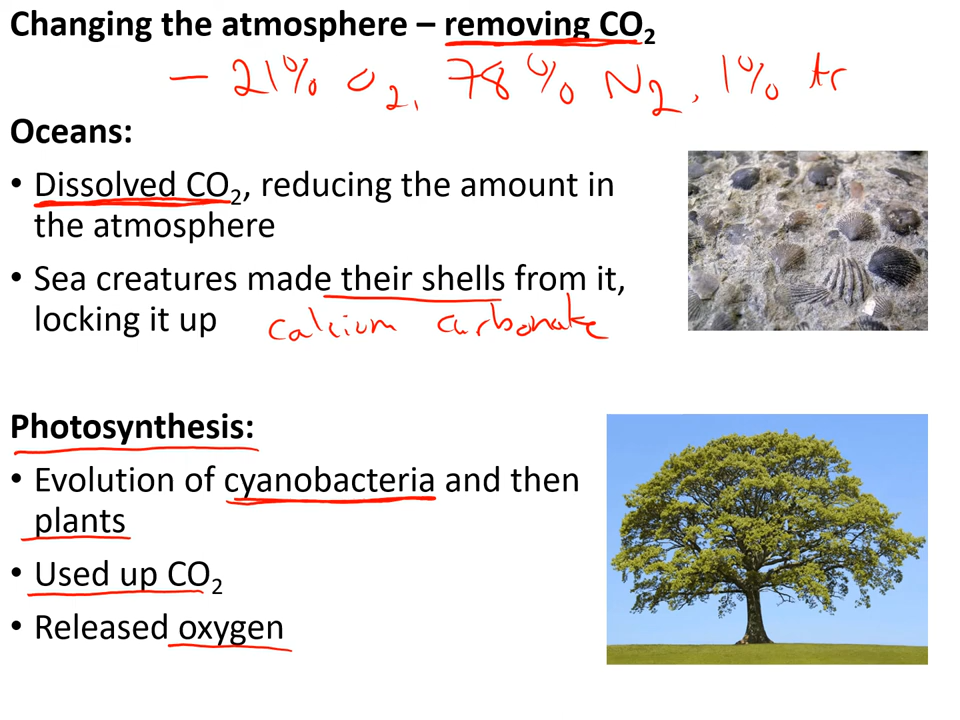 Changing the atmosphere – removing CO₂
– 21% O₂, 78% N₂, 1% Ar
Oceans:
• Dissolved CO₂, reducing the amount in
the atmosphere
• Sea creatures made their shells from it,
locking it up
calcium carbonate
Photosynthesis:
• Evolution of cyanobacteria and then
plants
• Used up CO₂
• Released oxygen